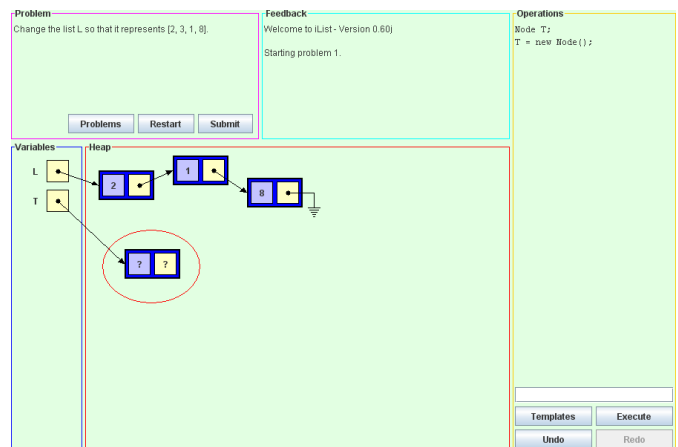 Problem
Change the list L so that it represents [2, 3, 1, 8].
Problems
Restart
Submit
Feedback
Welcome to iList - Version 0.60j
Starting problem 1.
Operations
Node T;
T = new Node();
Variables
L
T
Heap
2
1
8
? ?
Templates
Execute
Undo
Redo